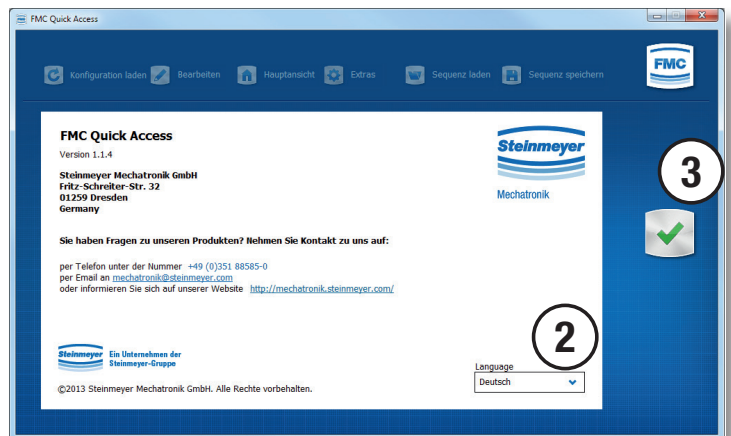 FMC Quick Access
Konfiguration laden Bearbeiten Hauptansicht Extras Sequenz laden Sequenz speichern
FMC
FMC Quick Access
Version 1.1.4
Steinmeyer
Mechatronik
Steinmeyer Mechatronik GmbH
Fritz-Schreiter-Str. 32
01259 Dresden
Germany
3
Sie haben Fragen zu unseren Produkten? Nehmen Sie Kontakt zu uns auf:
per Telefon unter der Nummer +49 (0)351 88585-0
per Email an mechatronik@steinmeyer.com
oder informieren Sie sich auf unserer Website http://mechatronik.steinmeyer.com/
2
Steinmeyer
Ein Unternehmen der
Steinmeyer-Gruppe
Language
Deutsch
©2013 Steinmeyer Mechatronik GmbH. Alle Rechte vorbehalten.